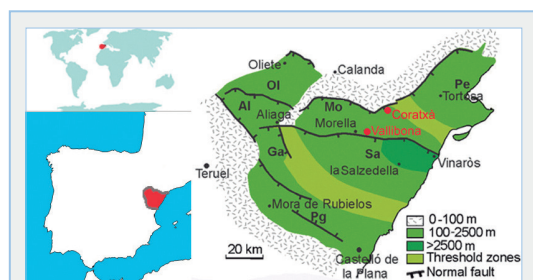 Oliete
Calanda
Ol
Pe
Tortosa
Al
Aliaga
Mo
Coratxà
Morella
Vallibona
Ga
Sa
Vinaròs
la Salzedella
Teruel
Mora de Rubielos
Pg
20 km
Castelló de
la Plana
0-100 m
100-2500 m
>2500 m
Threshold zones
Normal fault